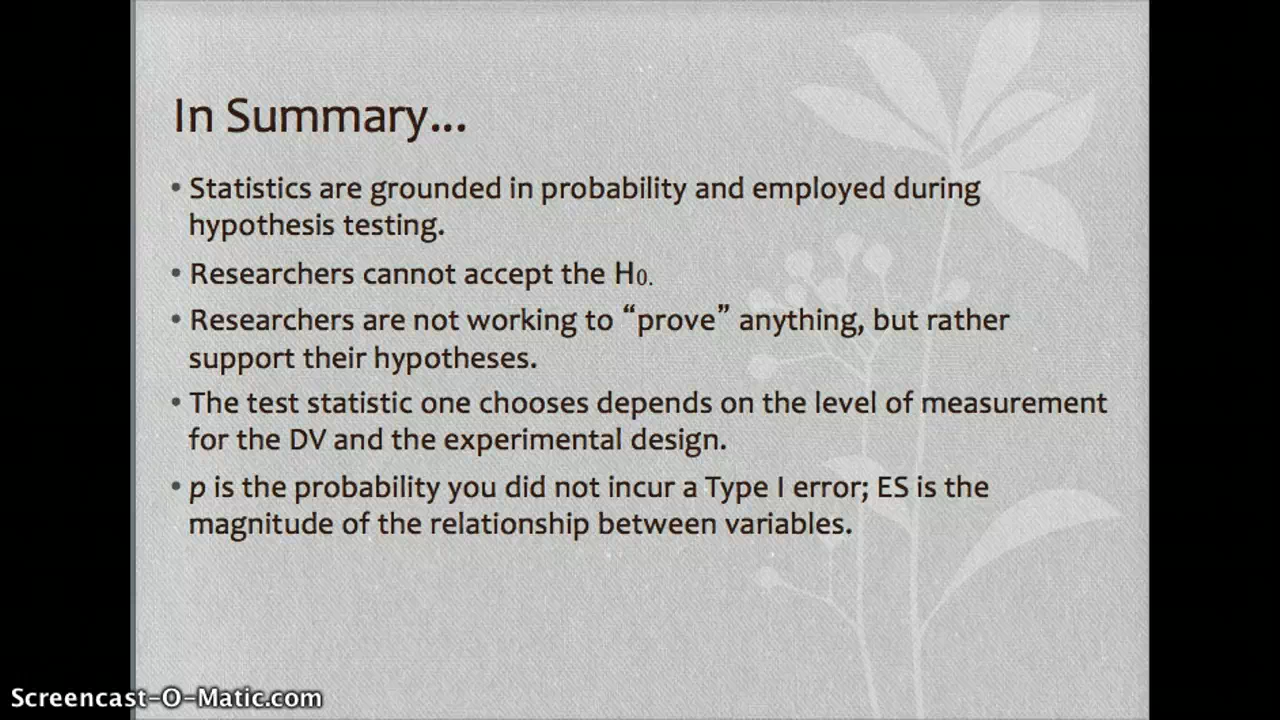 In Summary...
• Statistics are grounded in probability and employed during
hypothesis testing.
• Researchers cannot accept the H₀.
• Researchers are not working to “prove” anything, but rather
support their hypotheses.
• The test statistic one chooses depends on the level of measurement
for the DV and the experimental design.
• p is the probability you did not incur a Type I error; ES is the
magnitude of the relationship between variables.
Screencast-O-Matic.com